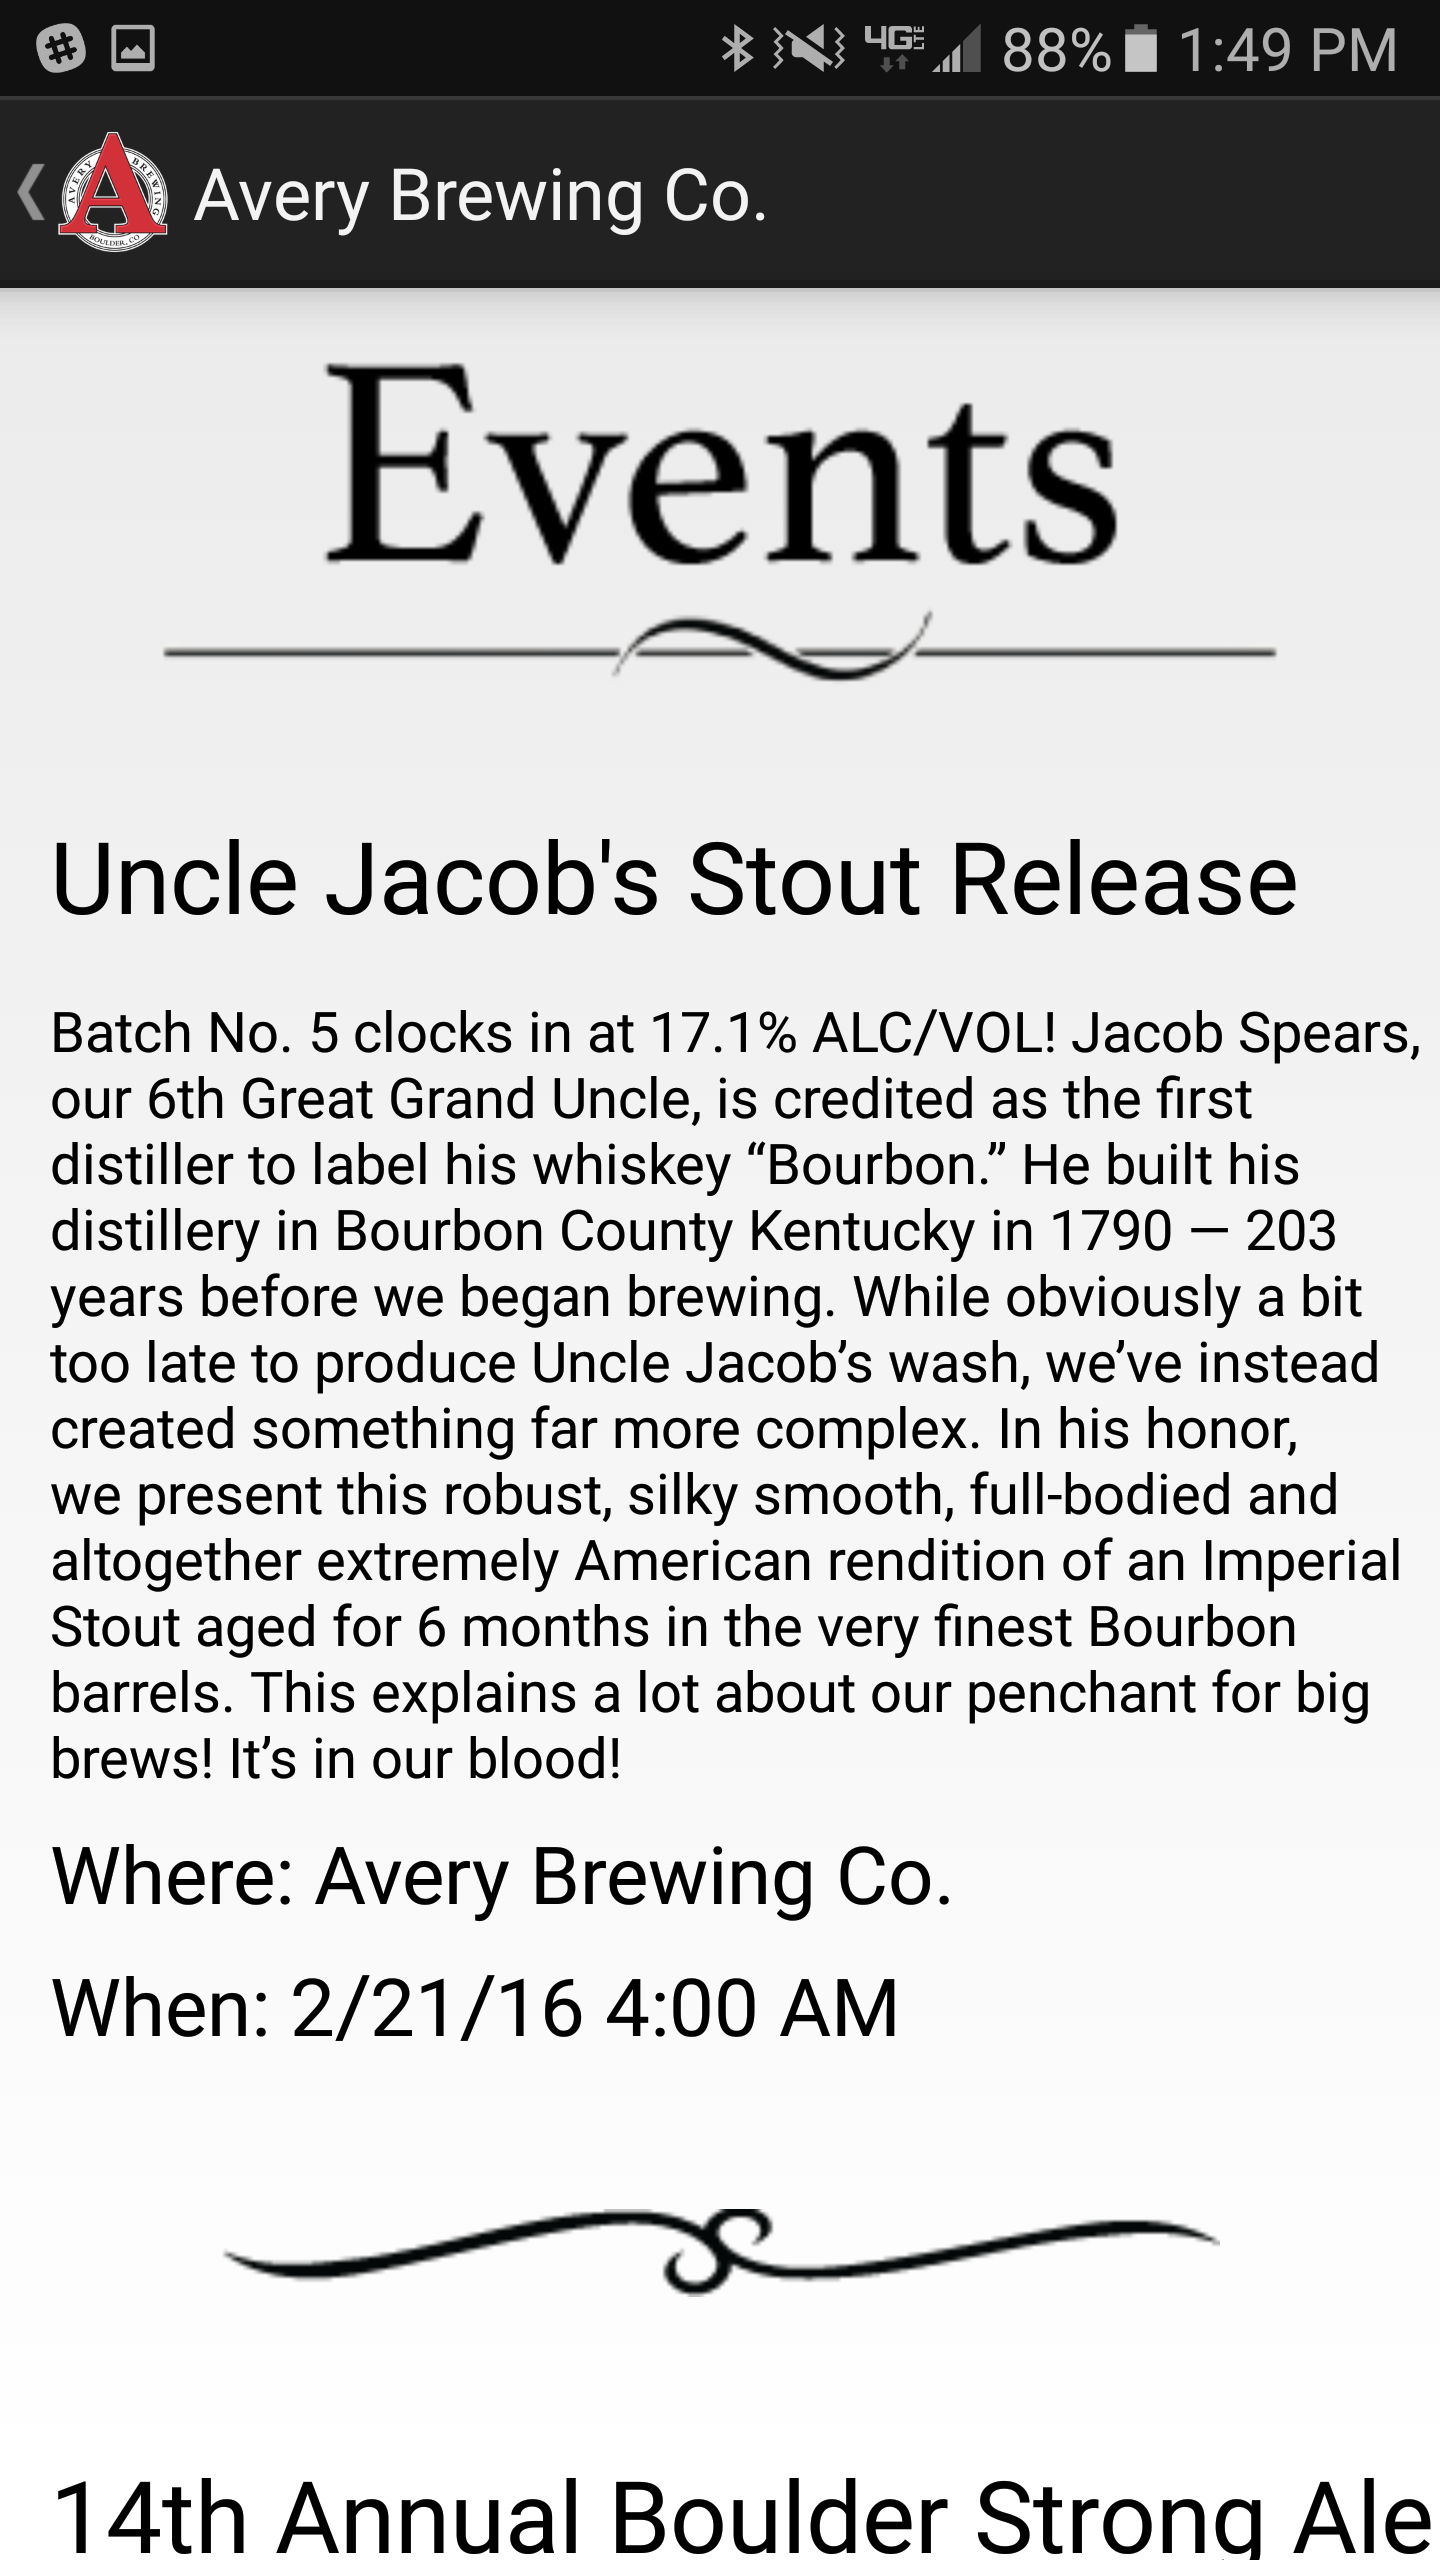 4G LTE 88% 1:49 PM
AVERY BREWING
BOULDER, CO
A
Avery Brewing Co.
Events
Uncle Jacob's Stout Release
Batch No. 5 clocks in at 17.1% ALC/VOL! Jacob Spears,
our 6th Great Grand Uncle, is credited as the first
distiller to label his whiskey “Bourbon.” He built his
distillery in Bourbon County Kentucky in 1790 — 203
years before we began brewing. While obviously a bit
too late to produce Uncle Jacob’s wash, we’ve instead
created something far more complex. In his honor,
we present this robust, silky smooth, full-bodied and
altogether extremely American rendition of an Imperial
Stout aged for 6 months in the very finest Bourbon
barrels. This explains a lot about our penchant for big
brews! It’s in our blood!
Where: Avery Brewing Co.
When: 2/21/16 4:00 AM
14th Annual Boulder Strong Ale